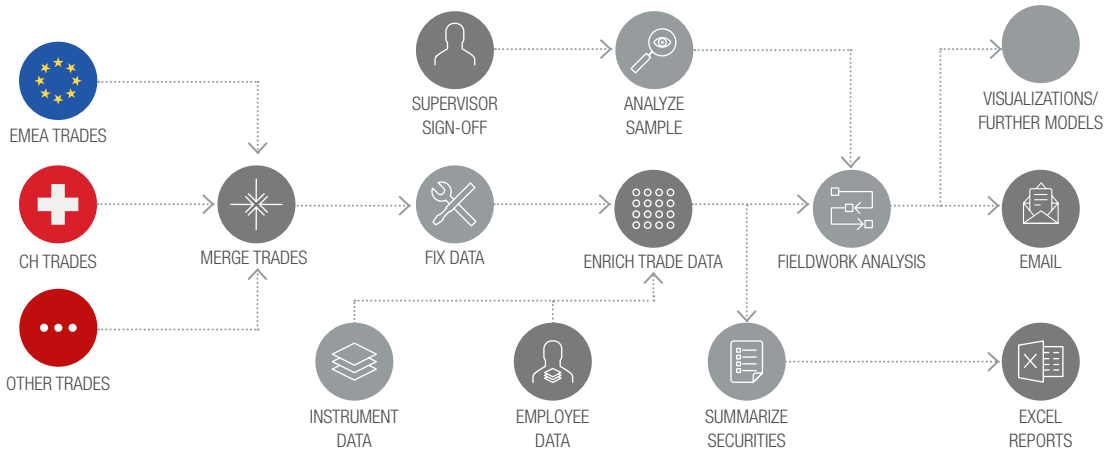 SUPERVISOR
SIGN-OFF
ANALYZE
SAMPLE
VISUALIZATIONS/
FURTHER MODELS
EMEA TRADES
CH TRADES
MERGE TRADES
FIX DATA
ENRICH TRADE DATA
FIELDWORK ANALYSIS
EMAIL
OTHER TRADES
INSTRUMENT
DATA
EMPLOYEE
DATA
SUMMARIZE
SECURITIES
X
EXCEL
REPORTS